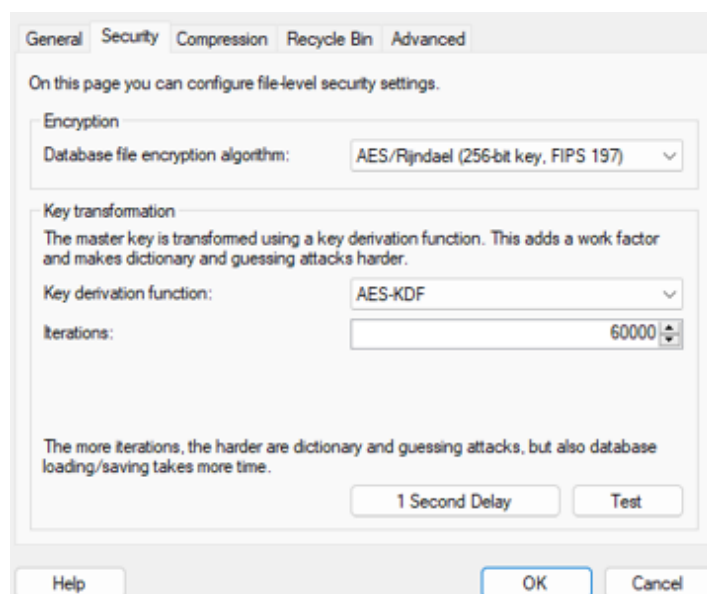 General Security Compression Recycle Bin Advanced
On this page you can configure file-level security settings.
Encryption
Database file encryption algorithm: AES/Rijndael (256-bit key, FIPS 197)
Key transformation
The master key is transformed using a key derivation function. This adds a work factor
and makes dictionary and guessing attacks harder.
Key derivation function: AES-KDF
Iterations: 60000
The more iterations, the harder are dictionary and guessing attacks, but also database
loading/saving takes more time.
1 Second Delay Test
Help OK Cancel